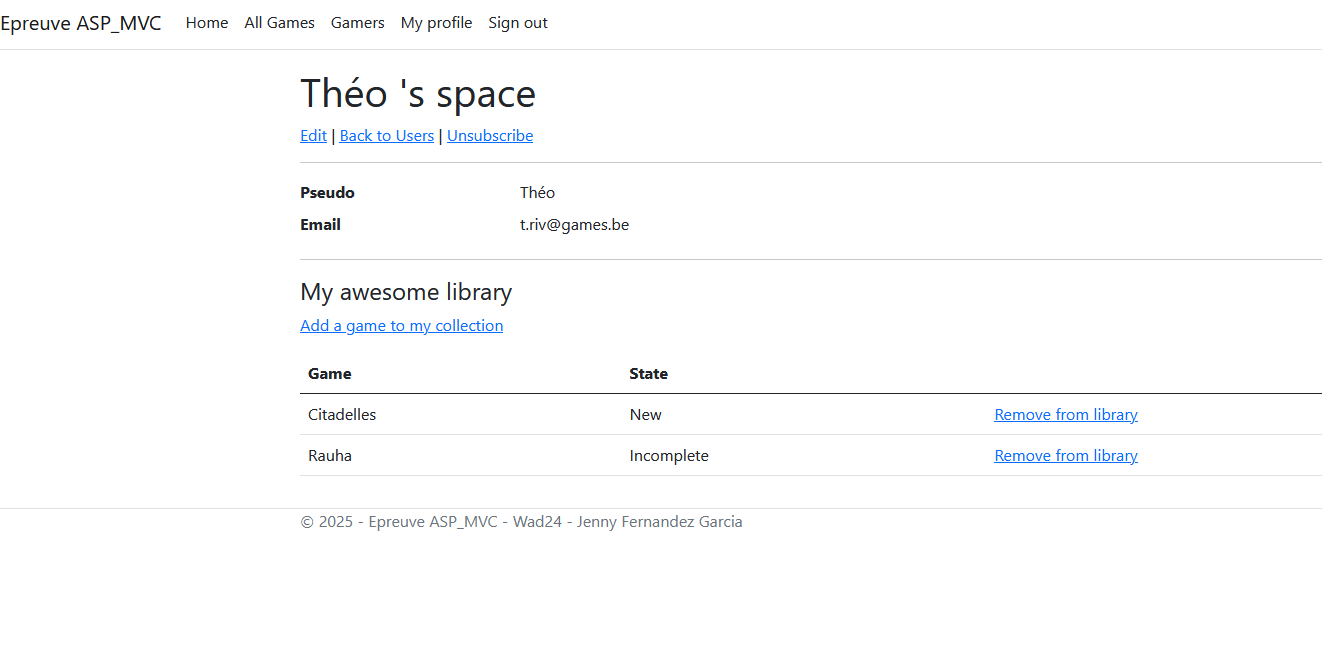 Epreuve ASP_MVC Home All Games Gamers My profile Sign out
Théo 's space
Edit | Back to Users | Unsubscribe
Pseudo Théo
Email t.riv@games.be
My awesome library
Add a game to my collection
Game State
Citadelles New Remove from library
Rauha Incomplete Remove from library
© 2025 - Epreuve ASP_MVC - Wad24 - Jenny Fernandez Garcia